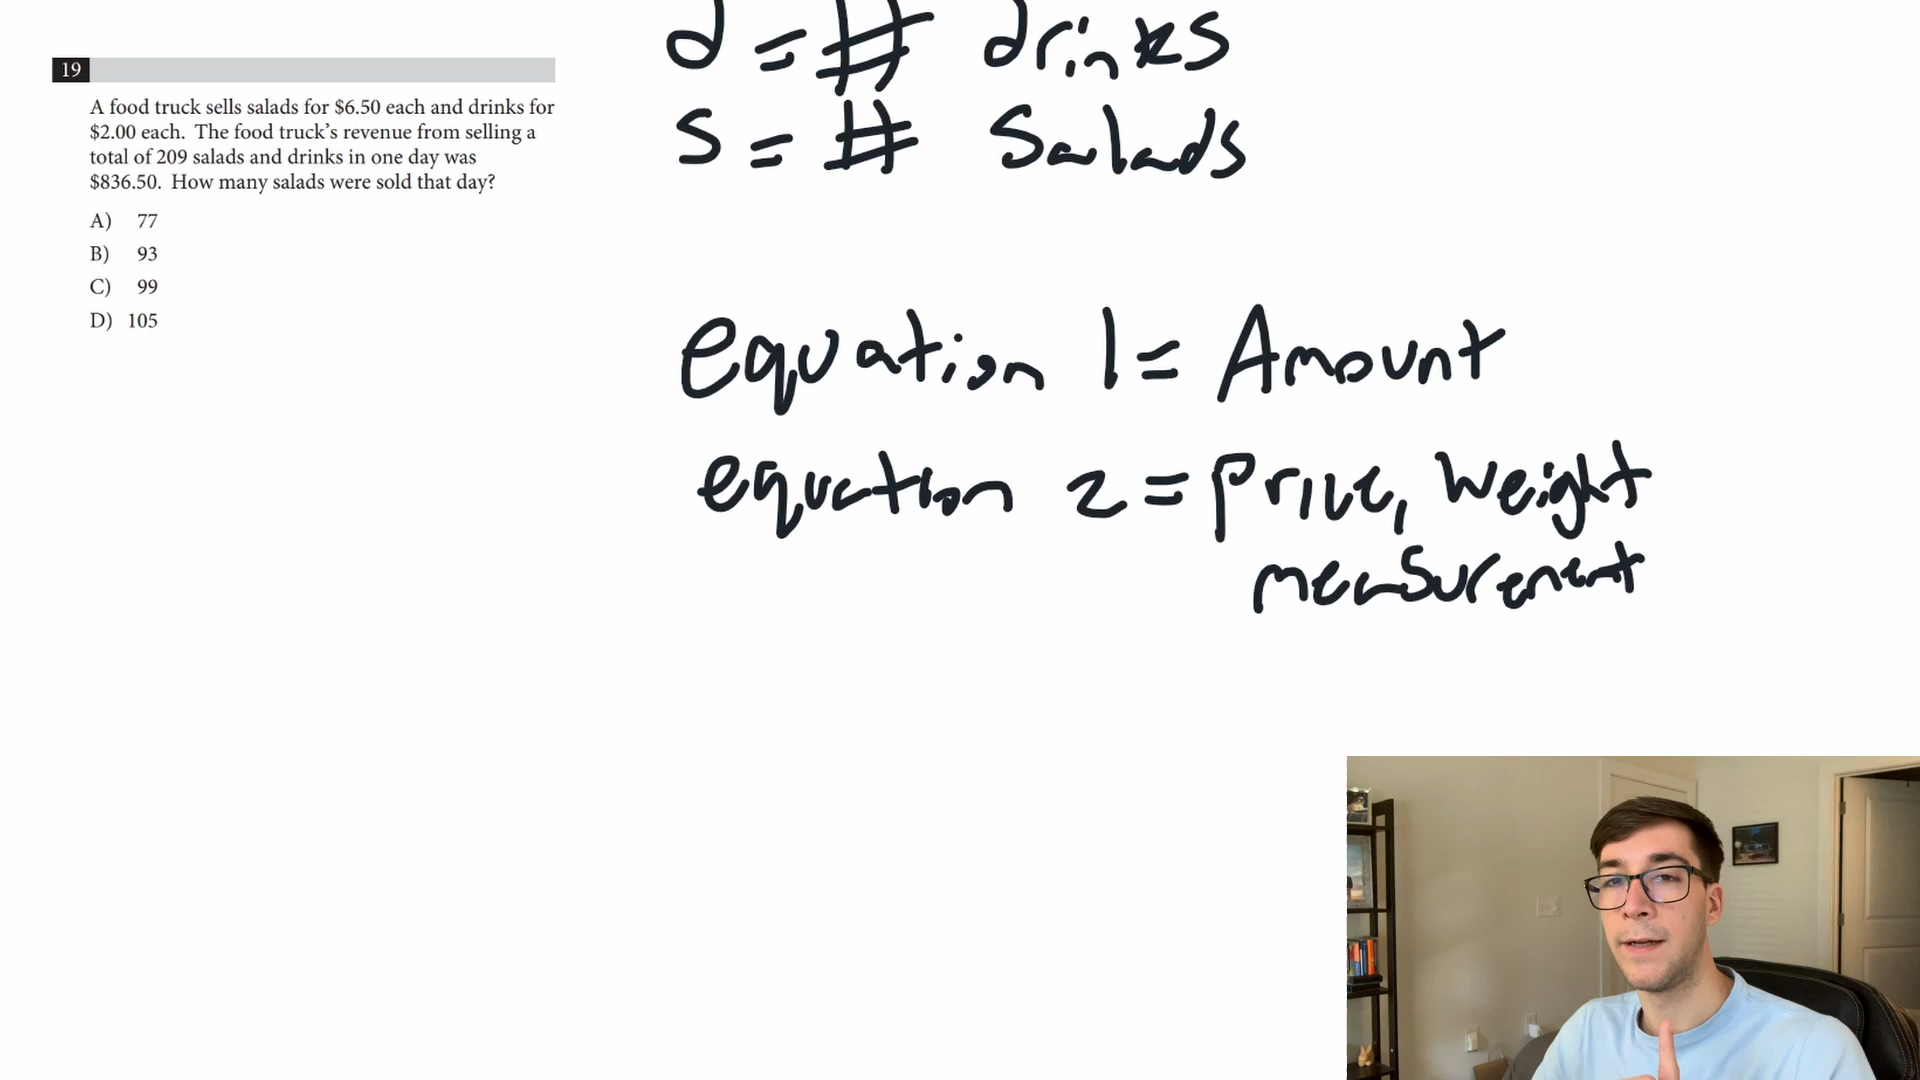 19
A food truck sells salads for $6.50 each and drinks for
$2.00 each. The food truck's revenue from selling a
total of 209 salads and drinks in one day was
$836.50. How many salads were sold that day?
A) 77
B) 93
C) 99
D) 105
d = # drinks
s = # Salads
equation 1 = Amount
equation 2 = price, weight
measurement